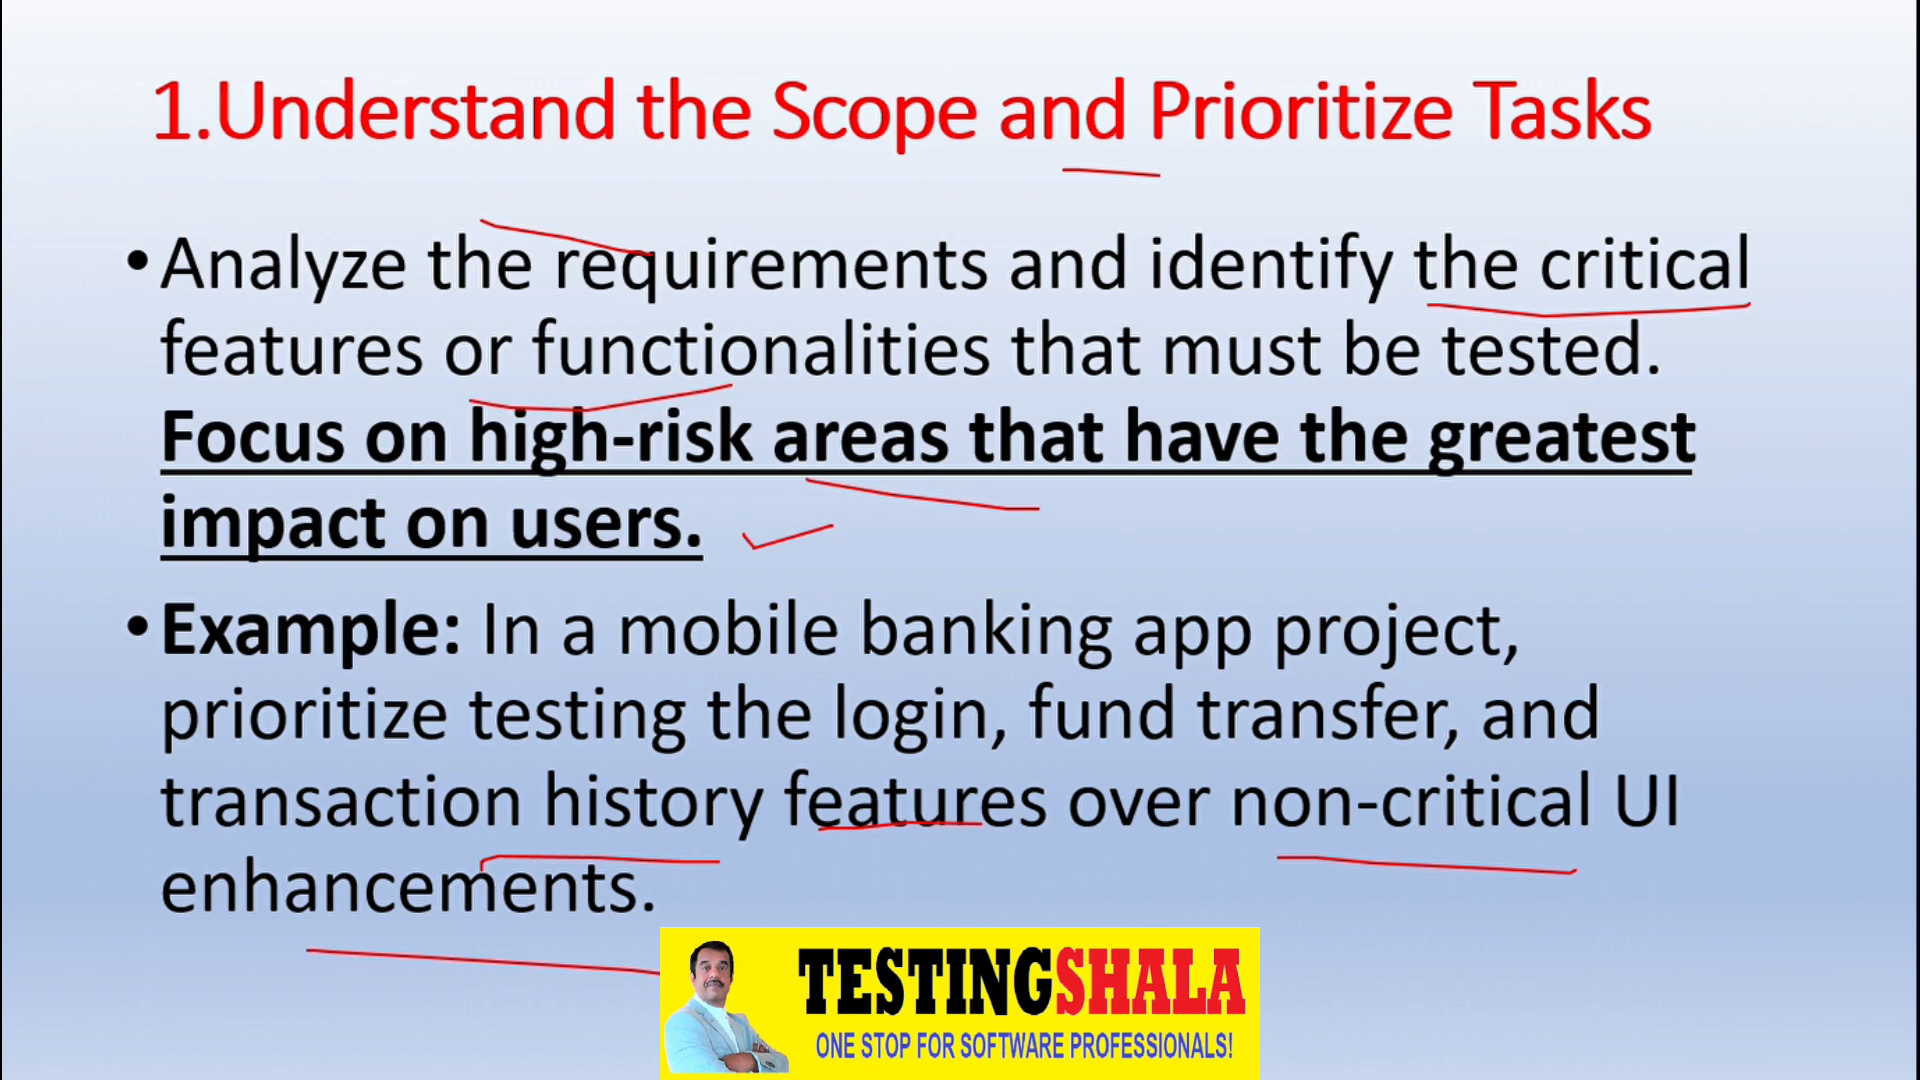 1.Understand the Scope and Prioritize Tasks
•Analyze the requirements and identify the critical
features or functionalities that must be tested.
Focus on high-risk areas that have the greatest
impact on users.
•Example: In a mobile banking app project,
prioritize testing the login, fund transfer, and
transaction history features over non-critical UI
enhancements.
TESTINGSHALA
ONE STOP FOR SOFTWARE PROFESSIONALS!